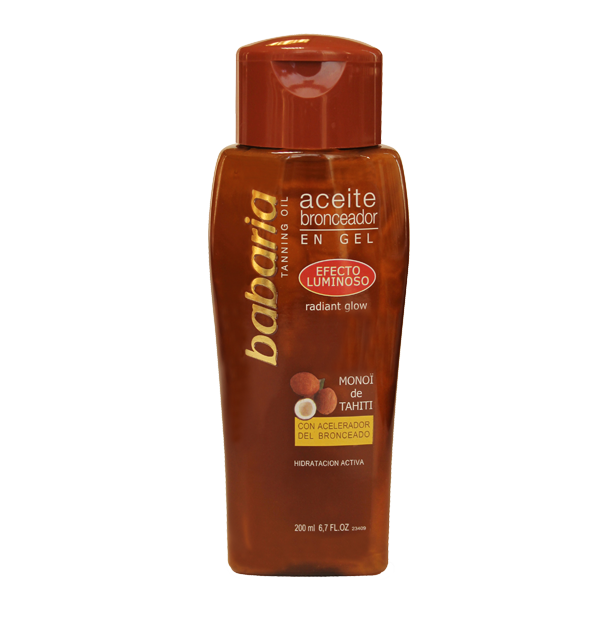 babaria
TANNING OIL
aceite
bronceador
EN GEL
EFECTO
LUMINOSO
radiant glow
MONOÏ
de
TAHITI
CON ACELERADOR
DEL BRONCEADO
HIDRATACION ACTIVA
200 ml 6,7 FL.OZ